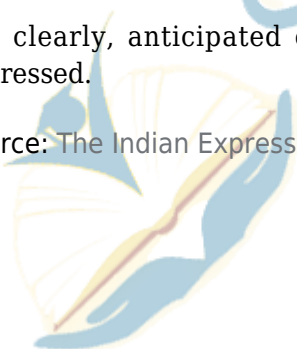 clearly, anticipated
ressed.
rce: The Indian Express